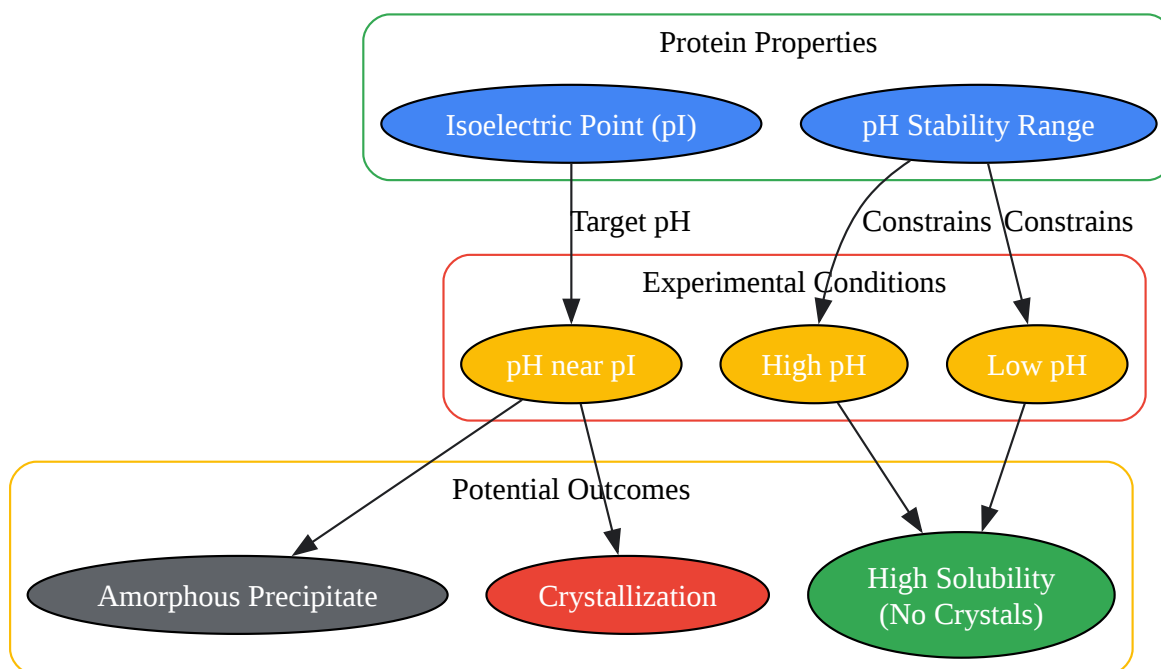 Protein Properties
Isoelectric Point (pI)
pH Stability Range
Target pH
Constrains
Constrains
Experimental Conditions
pH near pI
High pH
Low pH
Potential Outcomes
Amorphous Precipitate
Crystallization
High Solubility
(No Crystals)